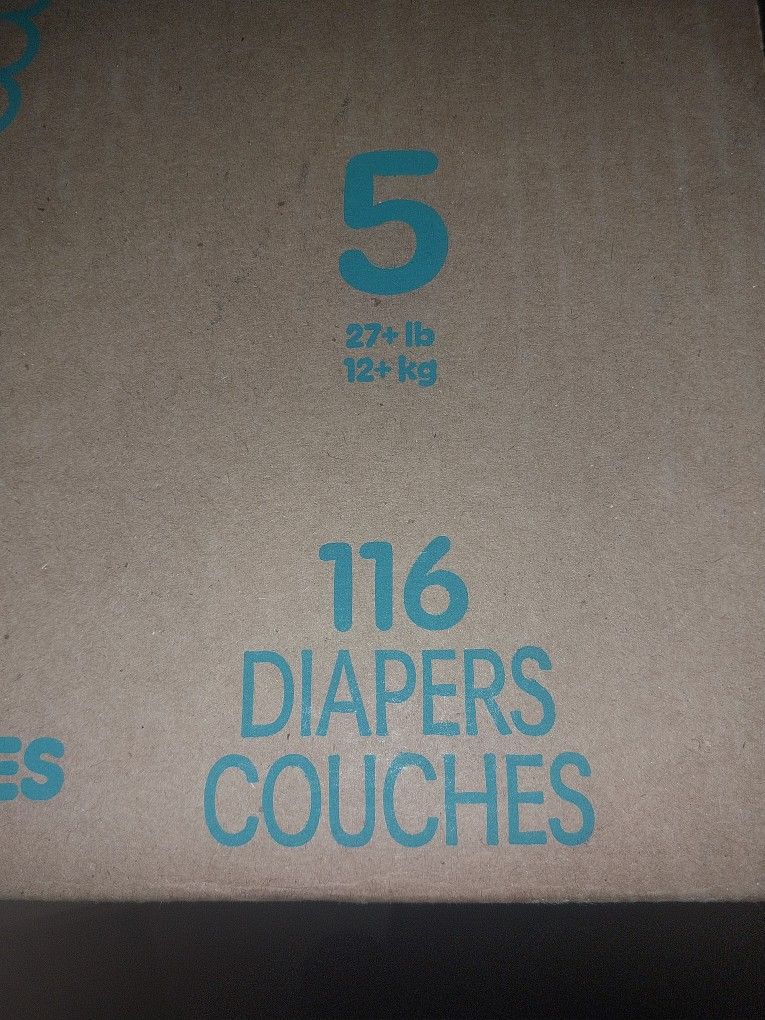 5
27+ lb
12+ kg
116
DIAPERS
COUCHES